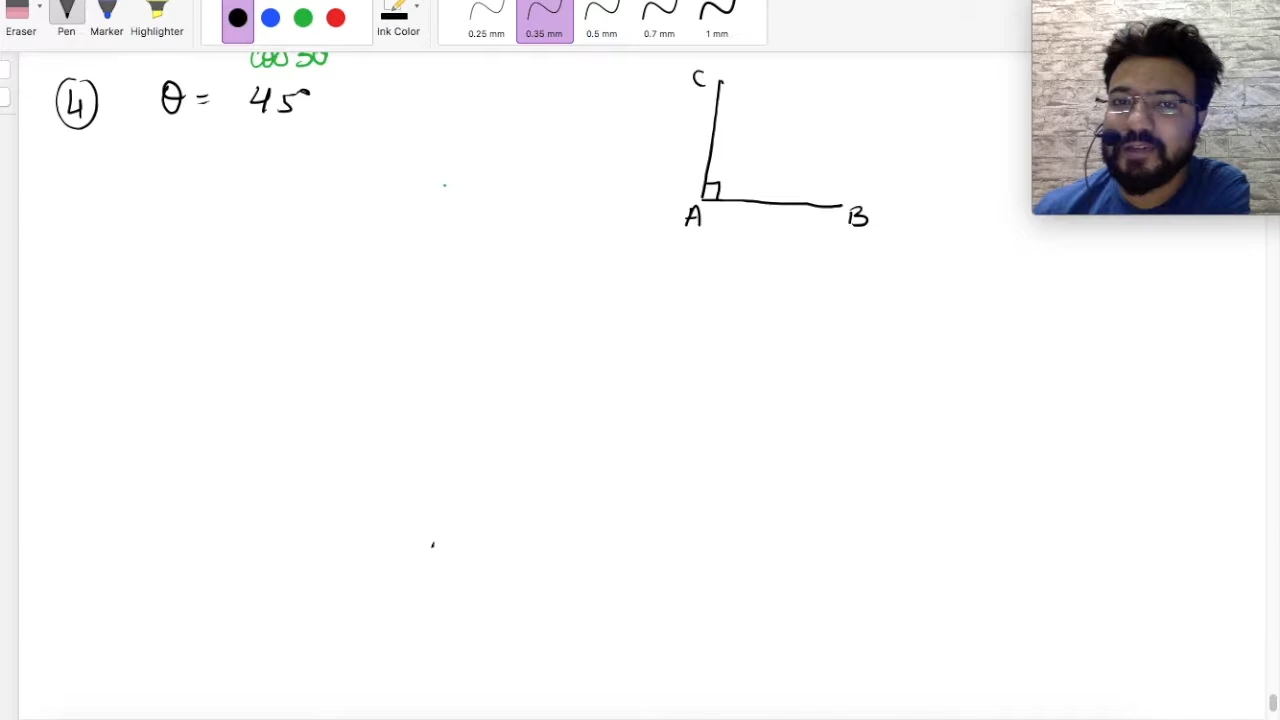 Eraser Pen Marker Highlighter Ink Color 0.25 mm 0.35 mm 0.5 mm 0.7 mm 1 mm
cos 30
④ θ = 45°
C
A B